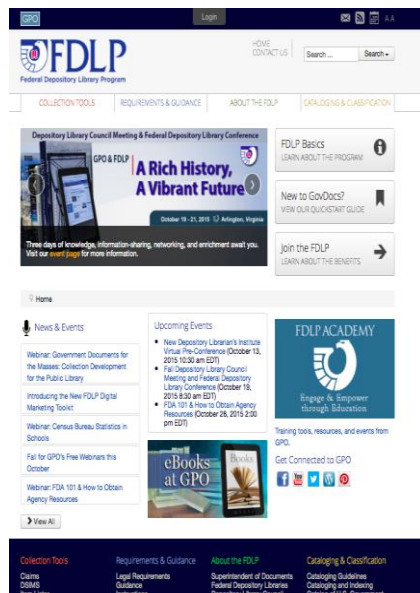 GPO
Login
A A
FDLP
Federal Depository Library Program
HOME
CONTACT US
Search ...
Search
COLLECTION TOOLS
REQUIREMENTS & GUIDANCE
ABOUT THE FDLP
CATALOGING & CLASSIFICATION
Depository Library Council Meeting & Federal Depository Library Conference
GPO & FDLP
A Rich History,
A Vibrant Future
October 19 - 21, 2015
Arlington, Virginia
Three days of knowledge, information-sharing, networking, and enrichment await you.
Visit our event page for more information.
FDLP Basics
LEARN ABOUT THE PROGRAM
New to GovDocs?
VIEW OUR QUICKSTART GUIDE
Join the FDLP
LEARN ABOUT THE BENEFITS
Home
News & Events
Webinar: Government Documents for
the Masses: Collection Development
for the Public Library
Introducing the New FDLP Digital
Marketing Toolkit
Webinar: Census Bureau Statistics in
Schools
Fall for GPO's Free Webinars this
October
Webinar: FDA 101 & How to Obtain
Agency Resources
View All
Upcoming Events
New Depository Librarian's Institute
Virtual Pre-Conference (October 13,
2015 10:30 am EDT)
Fall Depository Library Council
Meeting and Federal Depository
Library Conference (October 19,
2015 8:30 am EDT)
FDA 101 & How to Obtain Agency
Resources (October 26, 2015 2:00
pm EDT)
eBooks
at GPO
Books
FDLP ACADEMY
Engage & Empower
through Education
Training tools, resources, and events from
GPO.
Get Connected to GPO
Collection Tools
Claims
DSIMS
Requirements & Guidance
Legal Requirements
Guidance
About the FDLP
Superintendent of Documents
Federal Depository Libraries
Cataloging & Classification
Cataloging Guidelines
Cataloging and Indexing